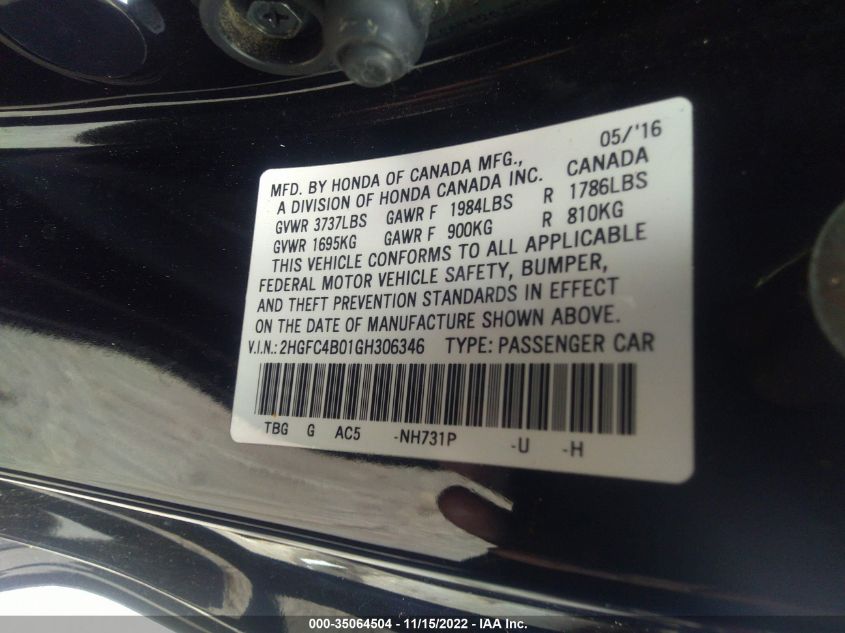 05/'16
MFD. BY HONDA OF CANADA MFG., CANADA
A DIVISION OF HONDA CANADA INC.
GVWR 3737LBS GAWR F 1984LBS R 1786LBS
GVWR 1695KG GAWR F 900KG R 810KG
THIS VEHICLE CONFORMS TO ALL APPLICABLE
FEDERAL MOTOR VEHICLE SAFETY, BUMPER,
AND THEFT PREVENTION STANDARDS IN EFFECT
ON THE DATE OF MANUFACTURE SHOWN ABOVE.
V.I.N.: 2HGFC4B01GH306346 TYPE: PASSENGER CAR
TBG G AC5 -NH731P -U -H
000-35064504 - 11/15/2022 - IAA Inc.